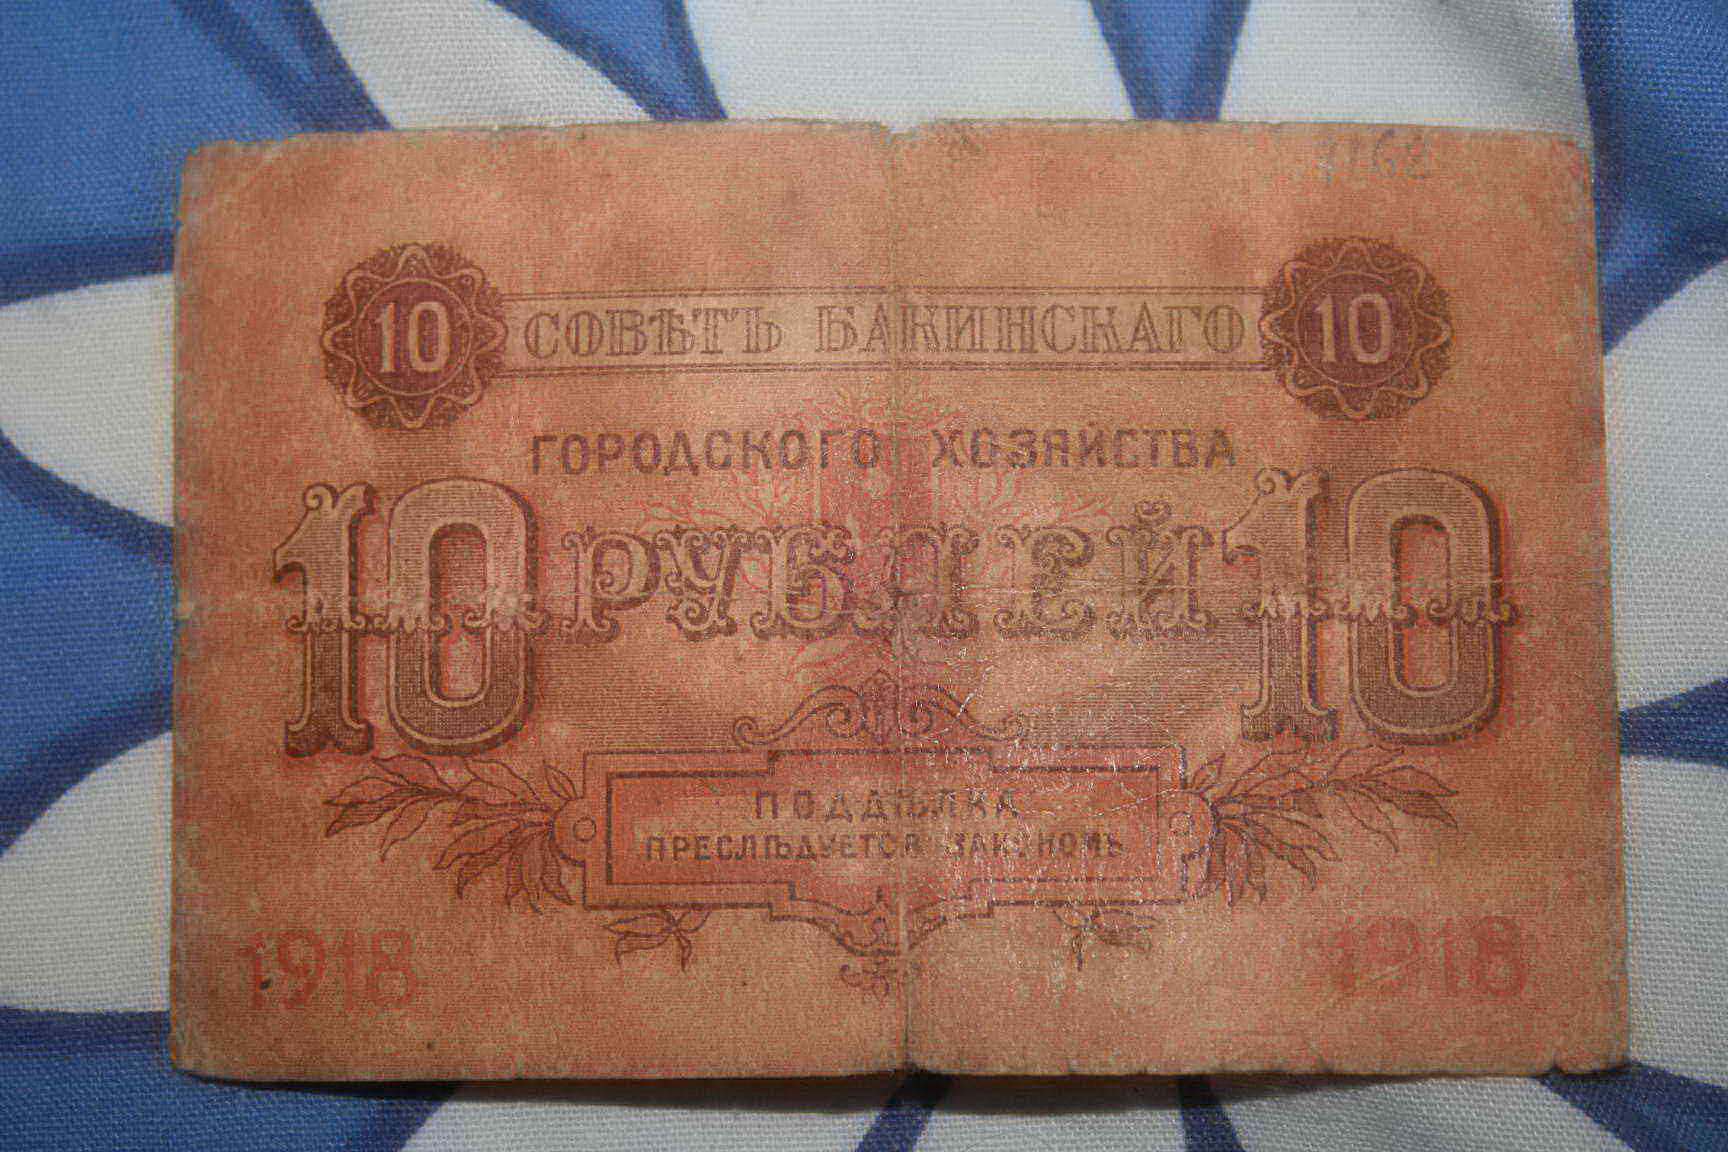 10 СОВѢТЪ БАКИНСКАГО 10
ГОРОДСКОГО ХОЗЯЙСТВА
10 РУБЛЕЙ 10
ПОДДѢЛКА
ПРЕСЛѢДУЕТСЯ ЗАКОНОМЪ
1918 1918